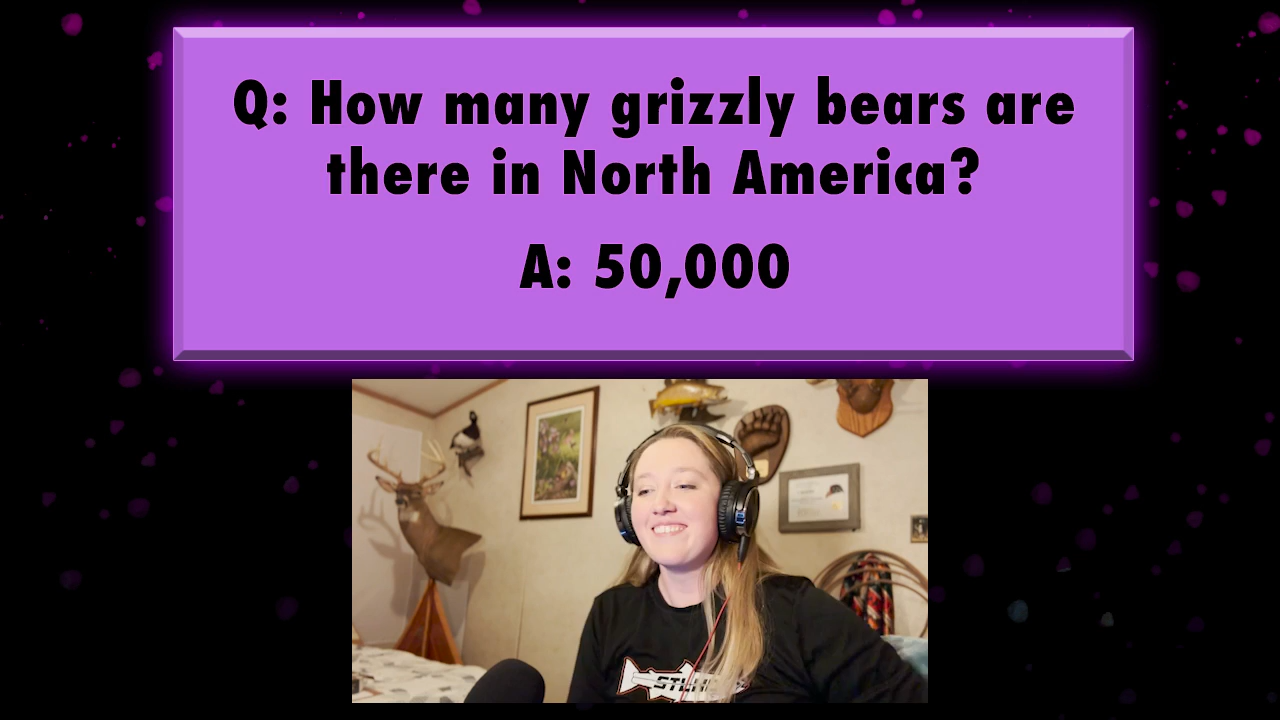 Q: How many grizzly bears are
there in North America?
A: 50,000